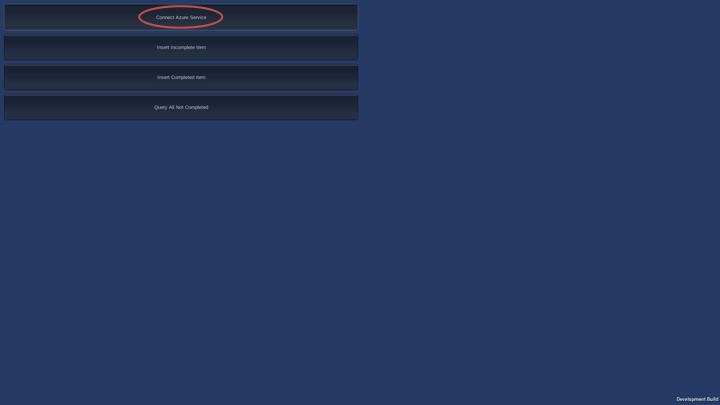 Connect Azure Service
Insert Incomplete Item
Insert Completed Item
Query All Not Completed
Development Build